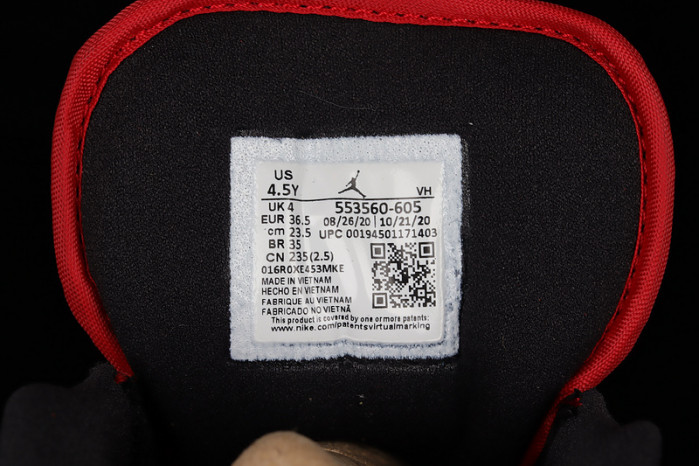 US
4.5Y
VH
UK 4
553560-605
EUR 36.5
08/26/20 | 10/21/20
cm 23.5
UPC 00194501171403
BR 35
CN 235(2.5)
016R0XE453MKE
MADE IN VIETNAM
HECHO EN VIETNAM
FABRIQUE AU VIETNAM
FABRICADO NO VIETNÃ
This product is covered by one or more patents:
www.nike.com/patentsvirtualmarking